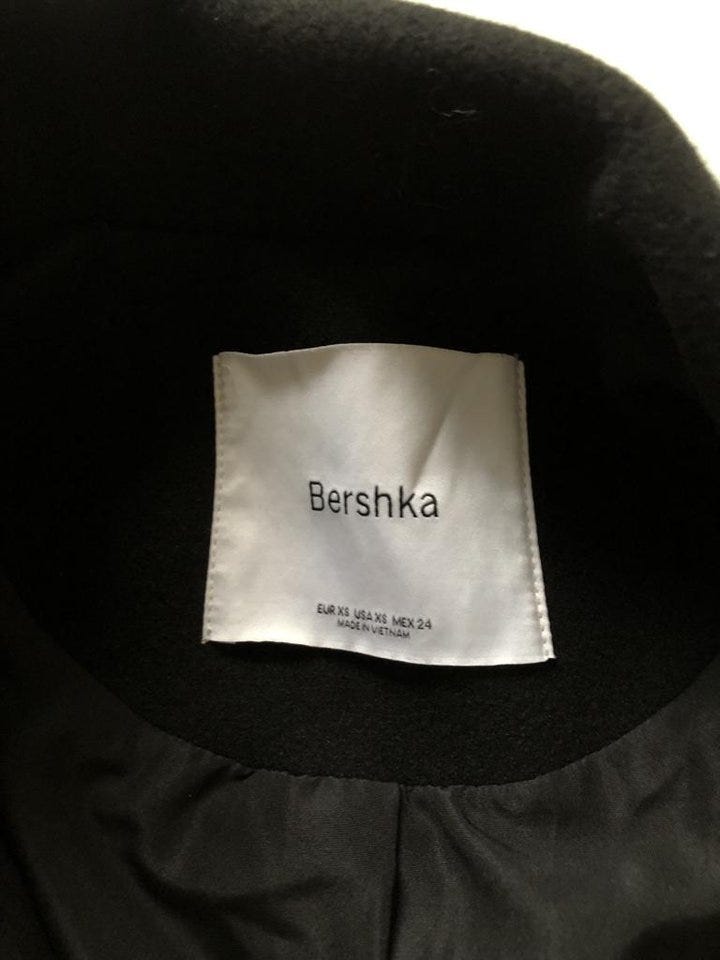 Bershka
EUR XS USA XS MEX 24
MADE IN VIETNAM